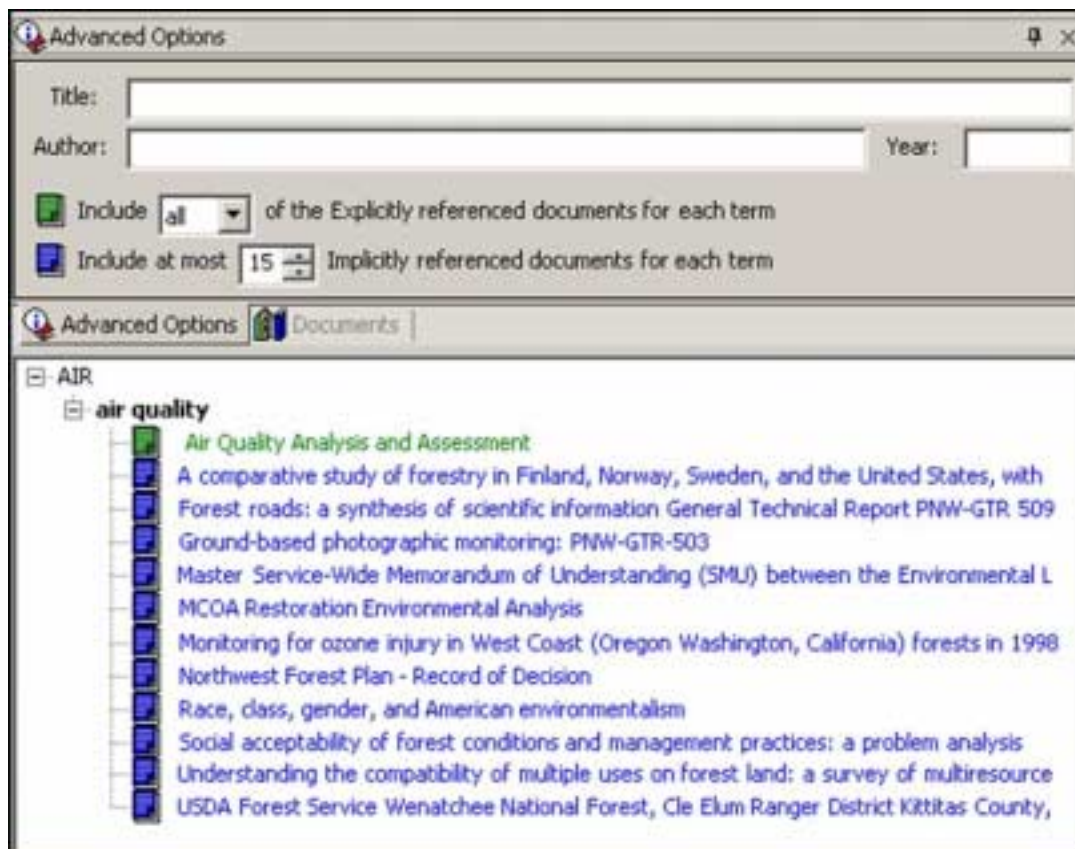 Advanced Options
Title:
Author: Year:
Include all of the Explicitly referenced documents for each term
Include at most 15 Implicitly referenced documents for each term
Advanced Options Documents
AIR
air quality
Air Quality Analysis and Assessment
A comparative study of forestry in Finland, Norway, Sweden, and the United States, with
Forest roads: a synthesis of scientific information General Technical Report PNW-GTR 509
Ground-based photographic monitoring: PNW-GTR-503
Master Service-Wide Memorandum of Understanding (SMU) between the Environmental L
MCOA Restoration Environmental Analysis
Monitoring for ozone injury in West Coast (Oregon Washington, California) forests in 1998
Northwest Forest Plan - Record of Decision
Race, class, gender, and American environmentalism
Social acceptability of forest conditions and management practices: a problem analysis
Understanding the compatibility of multiple uses on forest land: a survey of multiresource
USDA Forest Service Wenatchee National Forest, Cle Elum Ranger District Kittitas County,